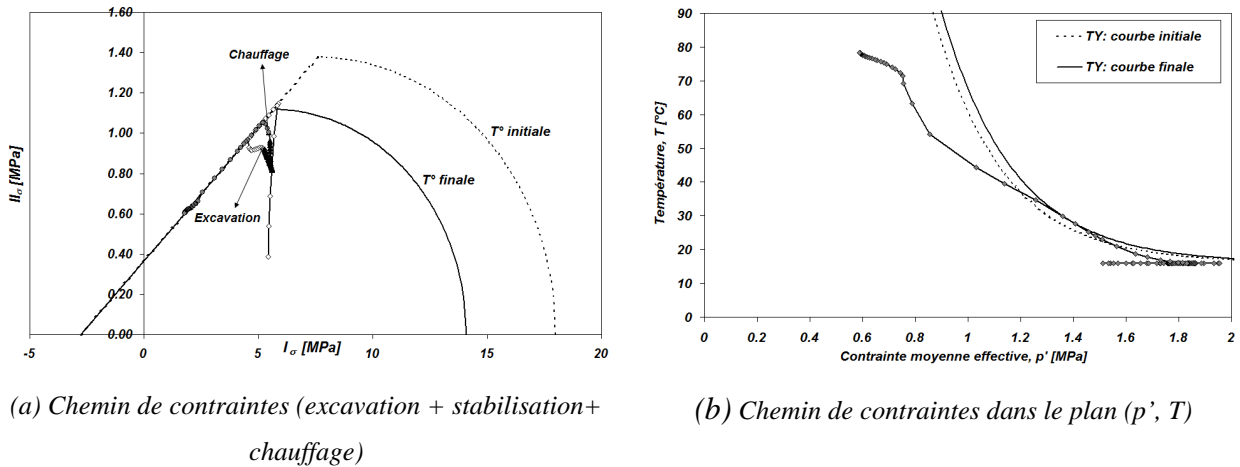 (a)
1.60
1.40
1.20
1.00
0.80
0.60
0.40
0.20
0.00
II σ [MPa]
Chauffage
Excavation
T° initiale
T° finale
-5
0
5
10
15
20
I σ [MPa]
(a) Chemin de contraintes (excavation + stabilisation+
chauffage)
(b)
90
80
70
60
50
40
30
20
10
0
Température, T [°C]
TY: courbe initiale
TY: courbe finale
0
0.2
0.4
0.6
0.8
1
1.2
1.4
1.6
1.8
2
Contrainte moyenne effective, p' [MPa]
(b) Chemin de contraintes dans le plan (p’, T)